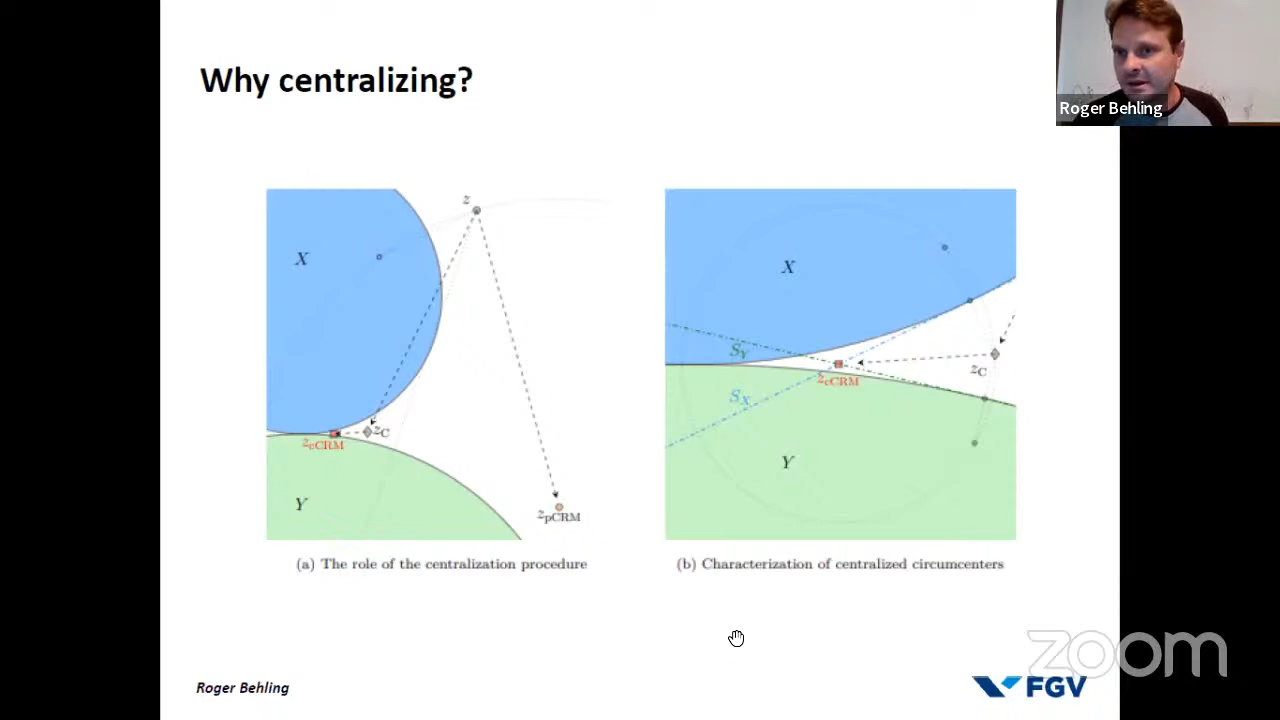 Why centralizing?
Roger Behling
z
X
z_C
z_cCRM
Y
z_pCRM
X
S_Y
z_C
z_cCRM
S_X
Y
(a) The role of the centralization procedure
(b) Characterization of centralized circumcenters
zoom
Roger Behling
FGV